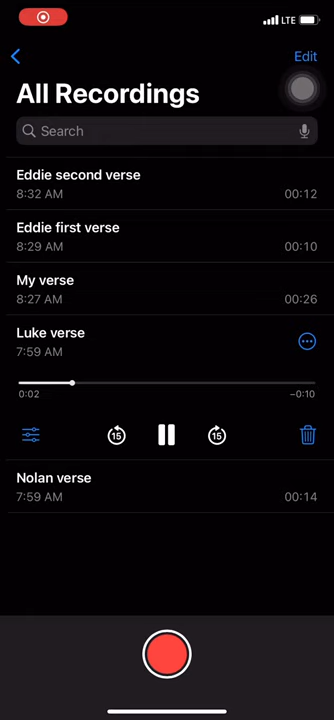 LTE
Edit
All Recordings
Search
Eddie second verse
8:32 AM 00:12
Eddie first verse
8:29 AM 00:10
My verse
8:27 AM 00:26
Luke verse
7:59 AM
0:02 −0:10
15 15
Nolan verse
7:59 AM 00:14